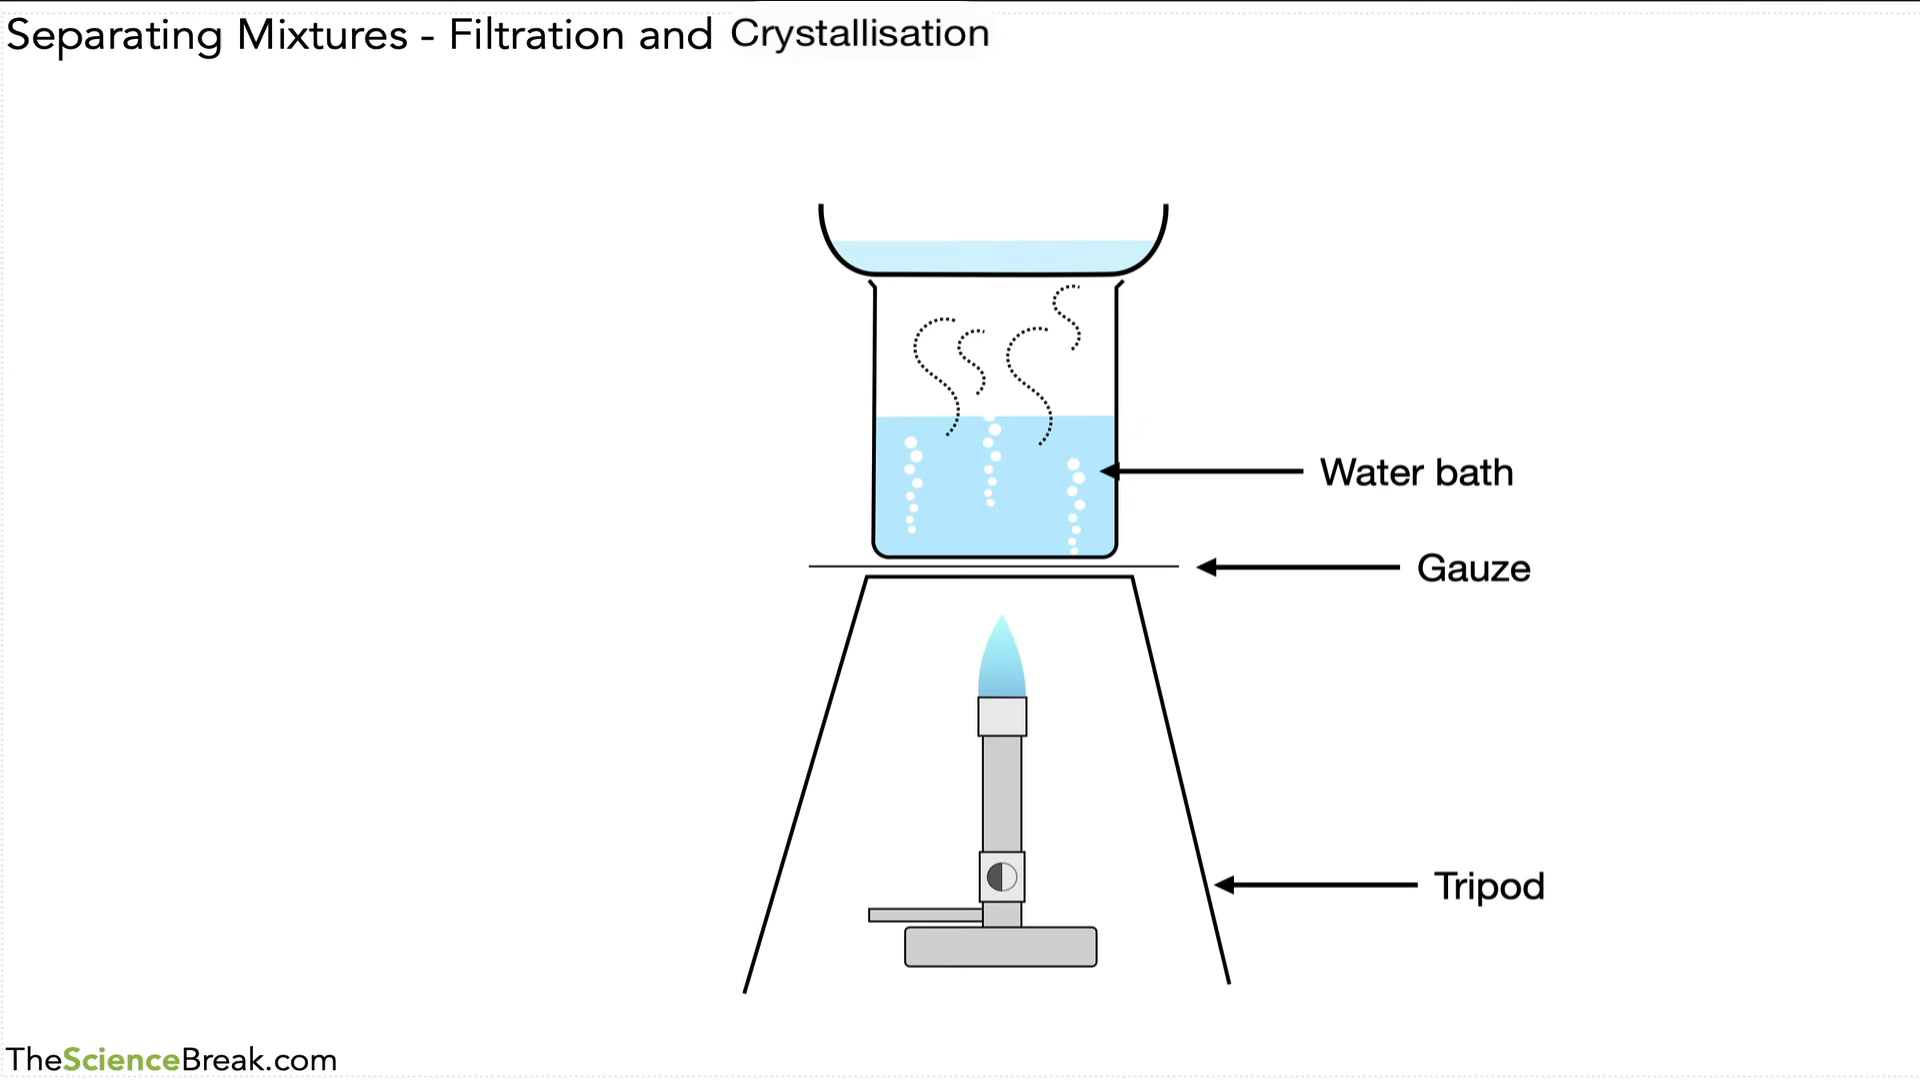 Separating Mixtures - Filtration and Crystallisation
Water bath
Gauze
Tripod
TheScienceBreak.com